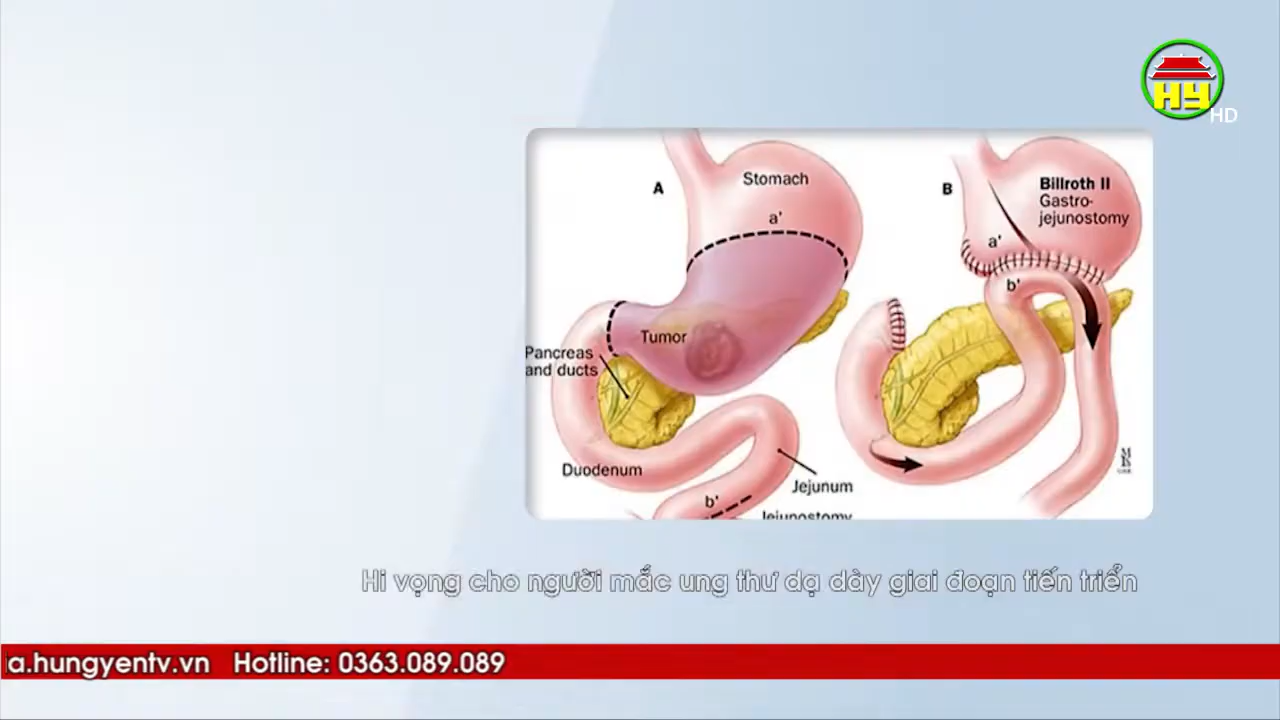 HY
HD
A
Stomach
a'
Tumor
Pancreas
and ducts
Duodenum
b'
Jejunum
Jejunostomy
B
Billroth II
Gastro-
jejunostomy
a'
b'
Hi vọng cho người mắc ung thư dạ dày giai đoạn tiến triển
a.hungyentv.vn Hotline: 0363.089.089